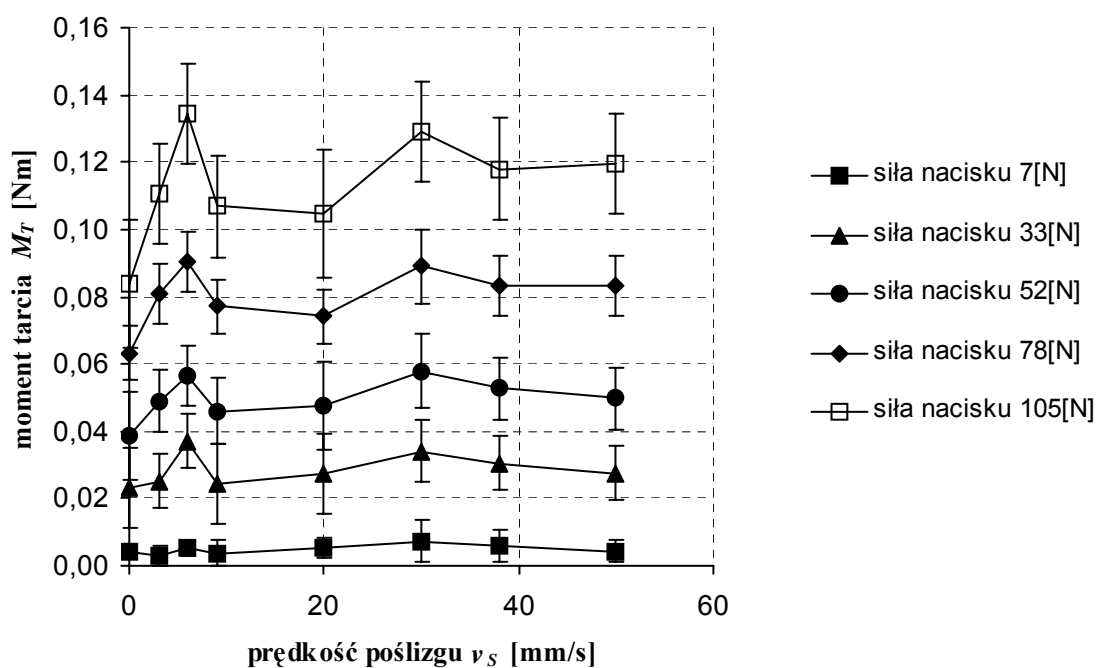 0,16
0,14
0,12
0,10
0,08
0,06
0,04
0,02
0,00
moment tarcia M_T [Nm]
0 20 40 60
prędkość poślizgu v_S [mm/s]
siła nacisku 7[N]
siła nacisku 33[N]
siła nacisku 52[N]
siła nacisku 78[N]
siła nacisku 105[N]